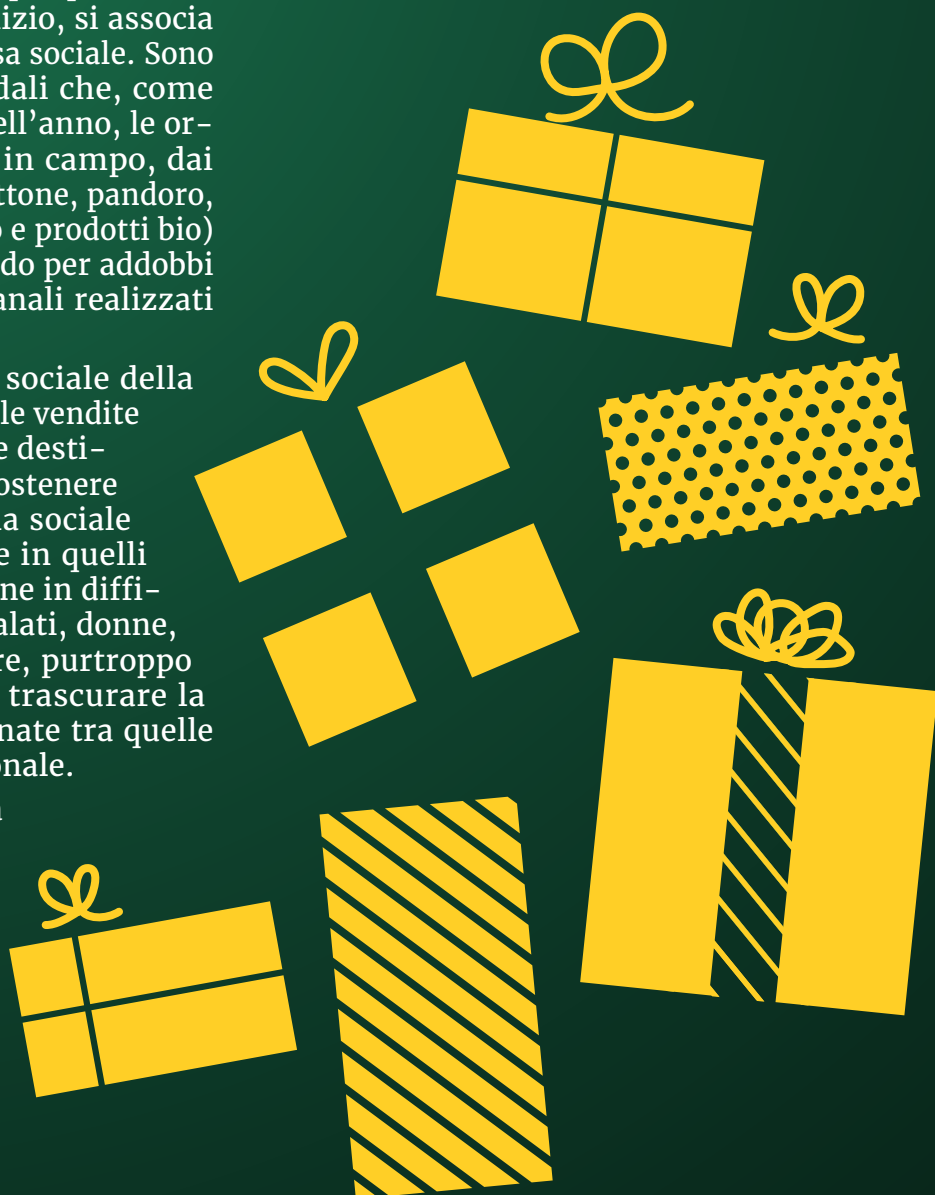 izio, si associa
sa sociale. Sono
dali che, come
ell'anno, le or-
in campo, dai
ttone, pandoro,
o e prodotti bio)
do per addobbi
anali realizzati
sociale della
le vendite
e desti-
ostenere
na sociale
e in quelli
ne in diffi-
alati, donne,
re, purtroppo
trascurare la
nate tra quelle
onale.